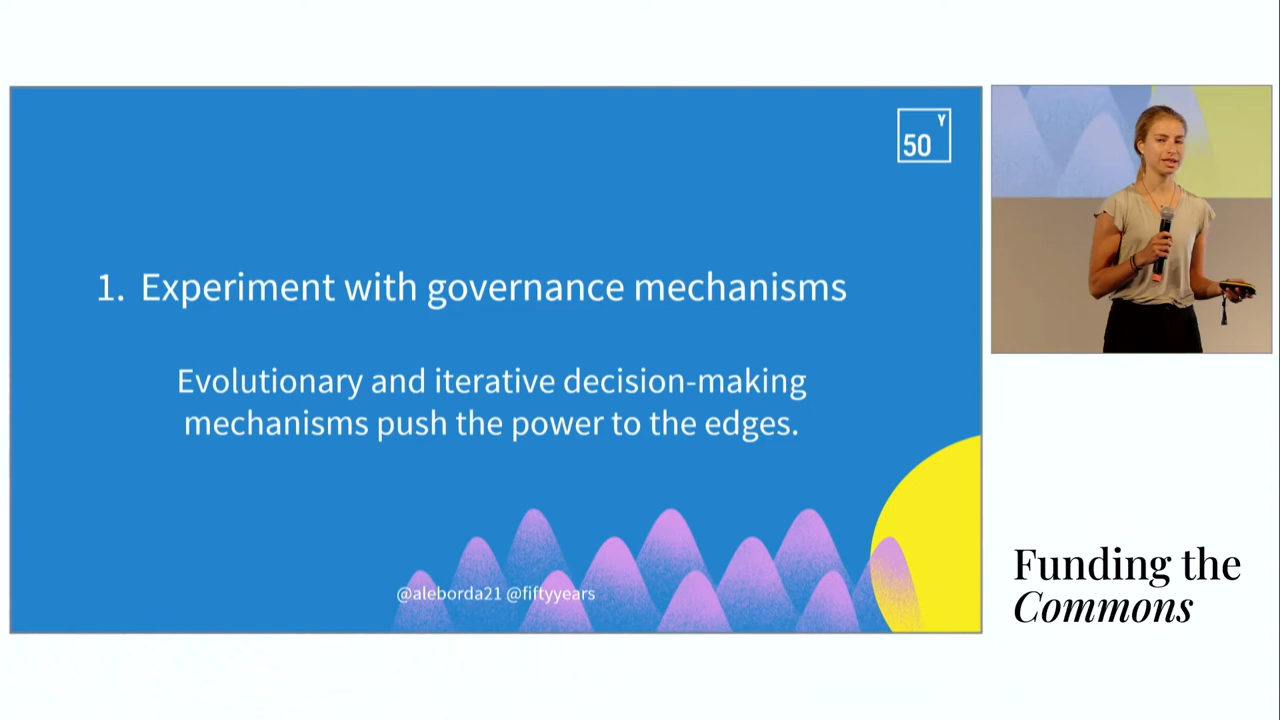 50 Y
1. Experiment with governance mechanisms
Evolutionary and iterative decision-making
mechanisms push the power to the edges.
@aleborda21 @fiftyyears
Funding the
Commons